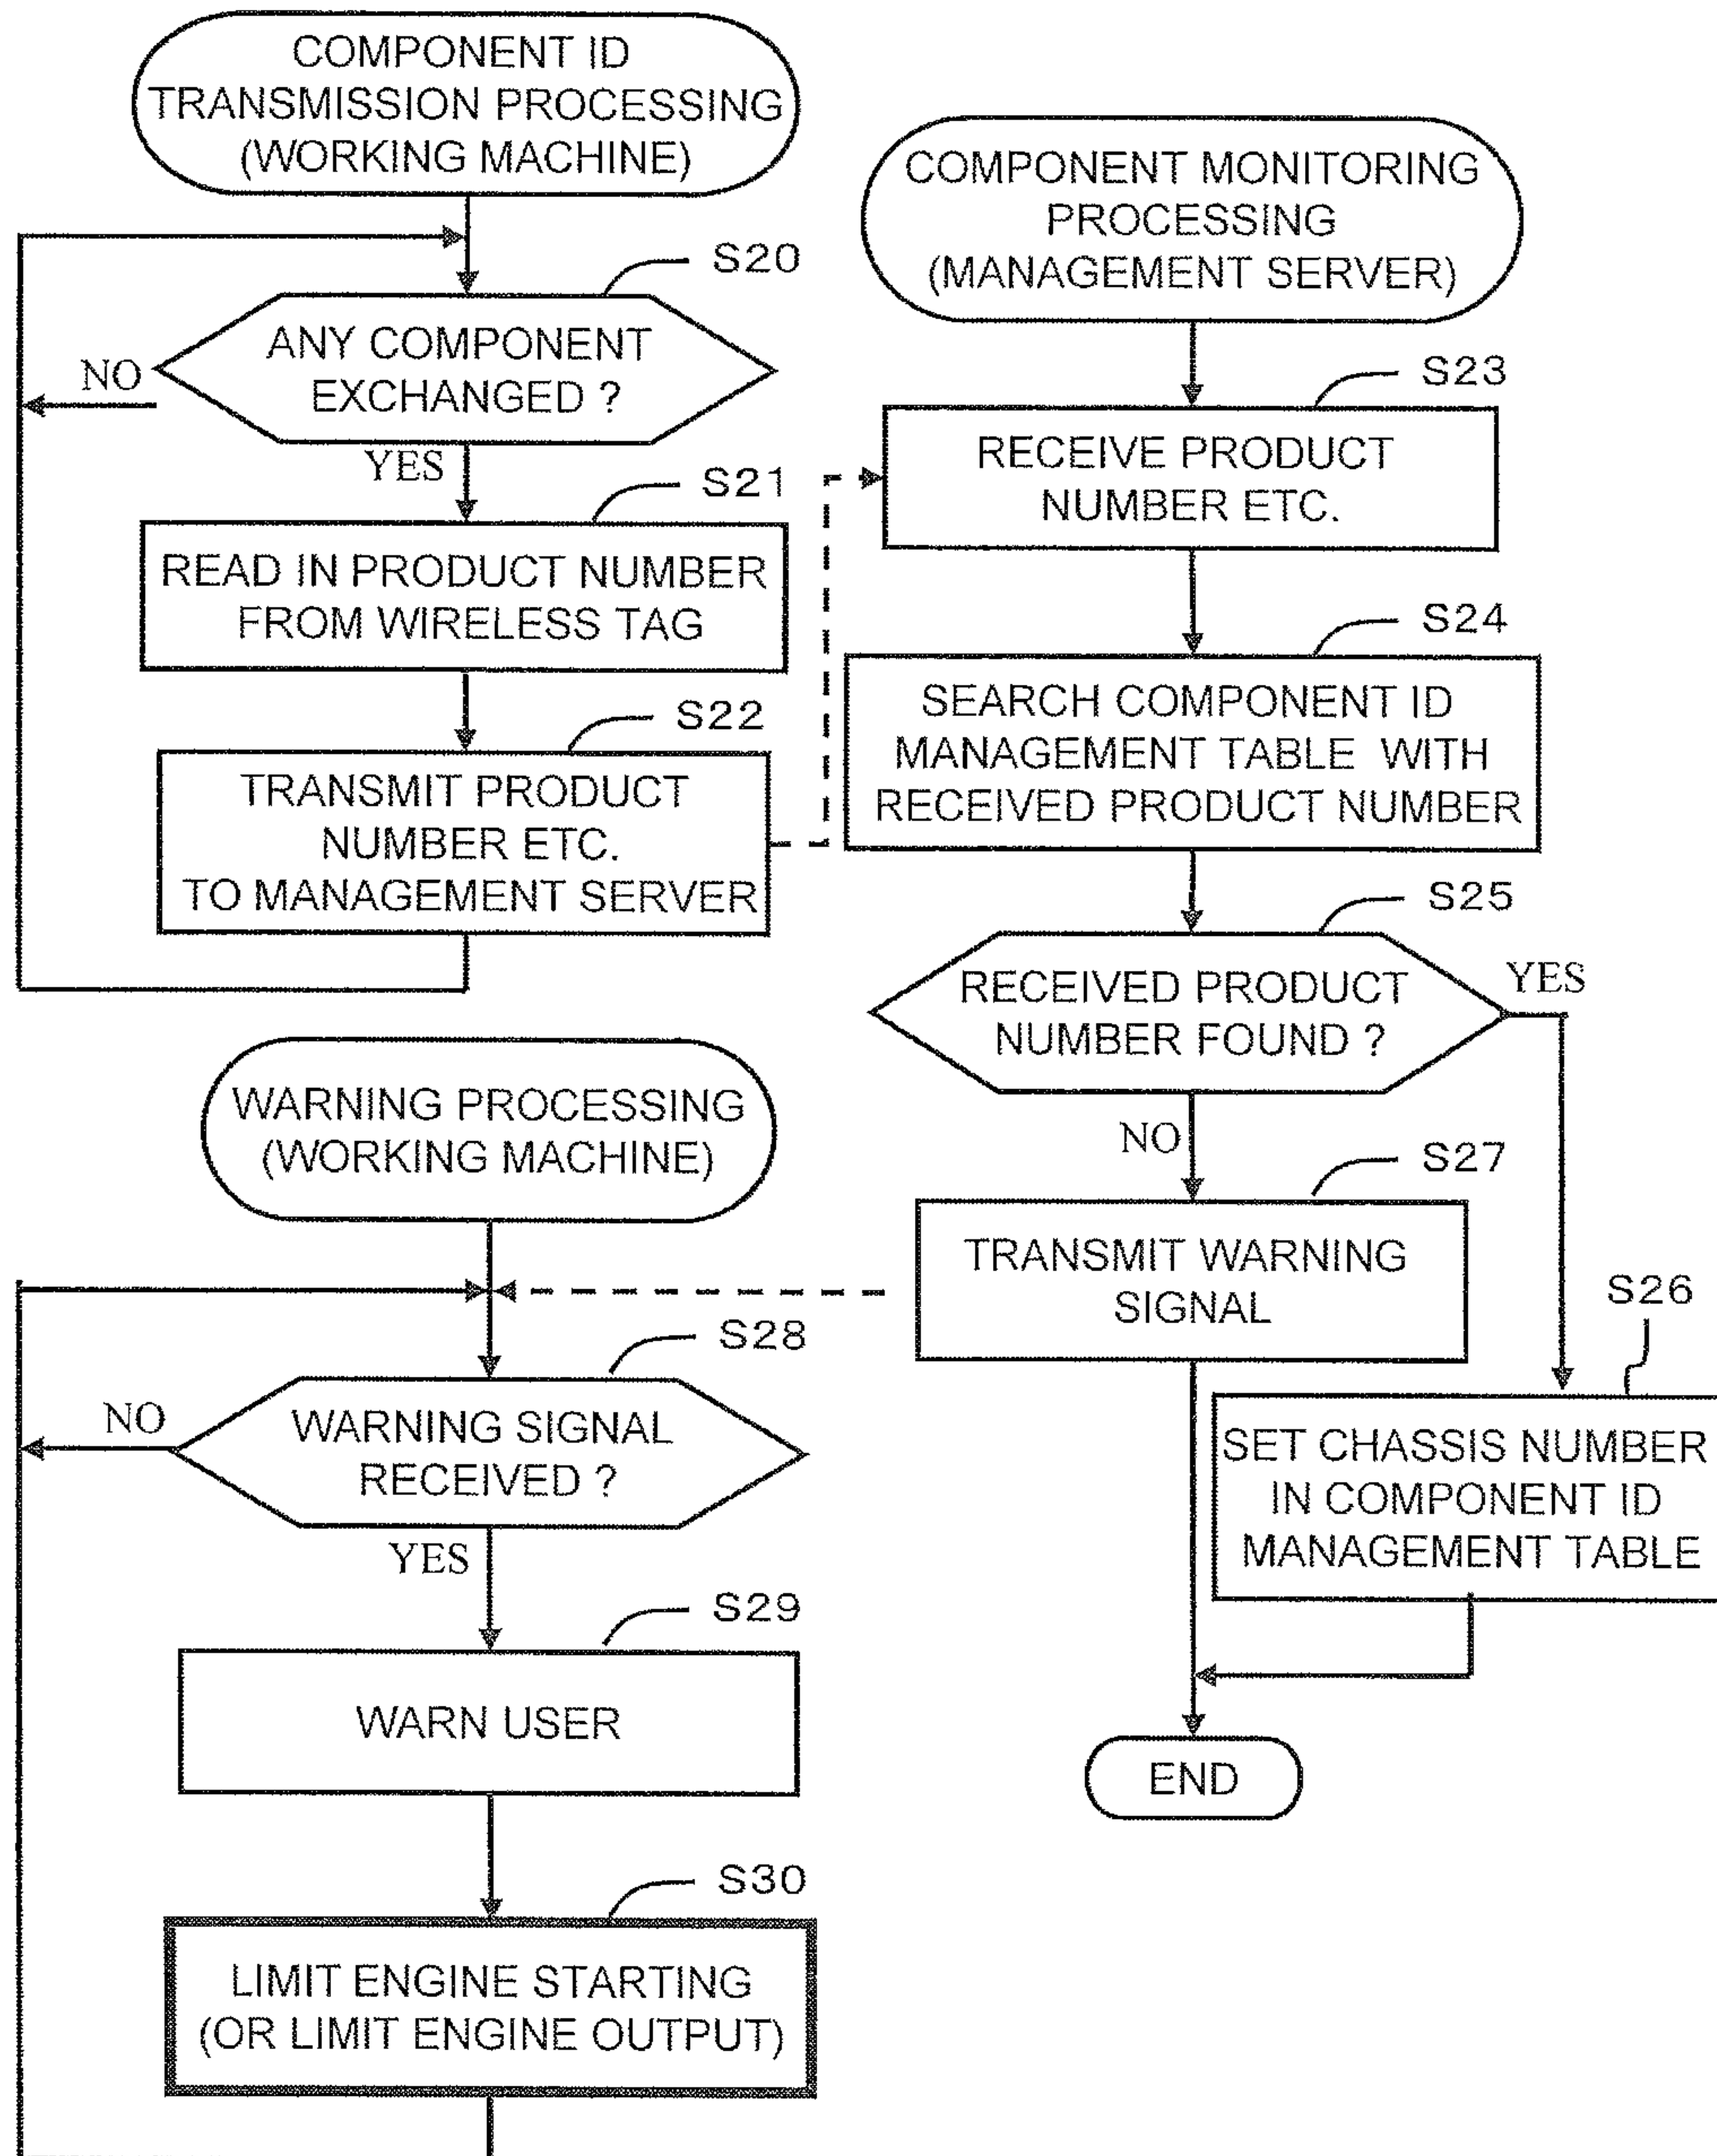 COMPONENT ID
TRANSMISSION PROCESSING
(WORKING MACHINE)
S20
ANY COMPONENT
EXCHANGED ?
NO
YES
S21
READ IN PRODUCT NUMBER
FROM WIRELESS TAG
S22
TRANSMIT PRODUCT
NUMBER ETC.
TO MANAGEMENT SERVER
COMPONENT MONITORING
PROCESSING
(MANAGEMENT SERVER)
S23
RECEIVE PRODUCT
NUMBER ETC.
S24
SEARCH COMPONENT ID
MANAGEMENT TABLE WITH
RECEIVED PRODUCT NUMBER
S25
RECEIVED PRODUCT
NUMBER FOUND ?
YES
NO
S27
TRANSMIT WARNING
SIGNAL
S26
SET CHASSIS NUMBER
IN COMPONENT ID
MANAGEMENT TABLE
END
WARNING PROCESSING
(WORKING MACHINE)
S28
WARNING SIGNAL
RECEIVED ?
NO
YES
S29
WARN USER
S30
LIMIT ENGINE STARTING
(OR LIMIT ENGINE OUTPUT)